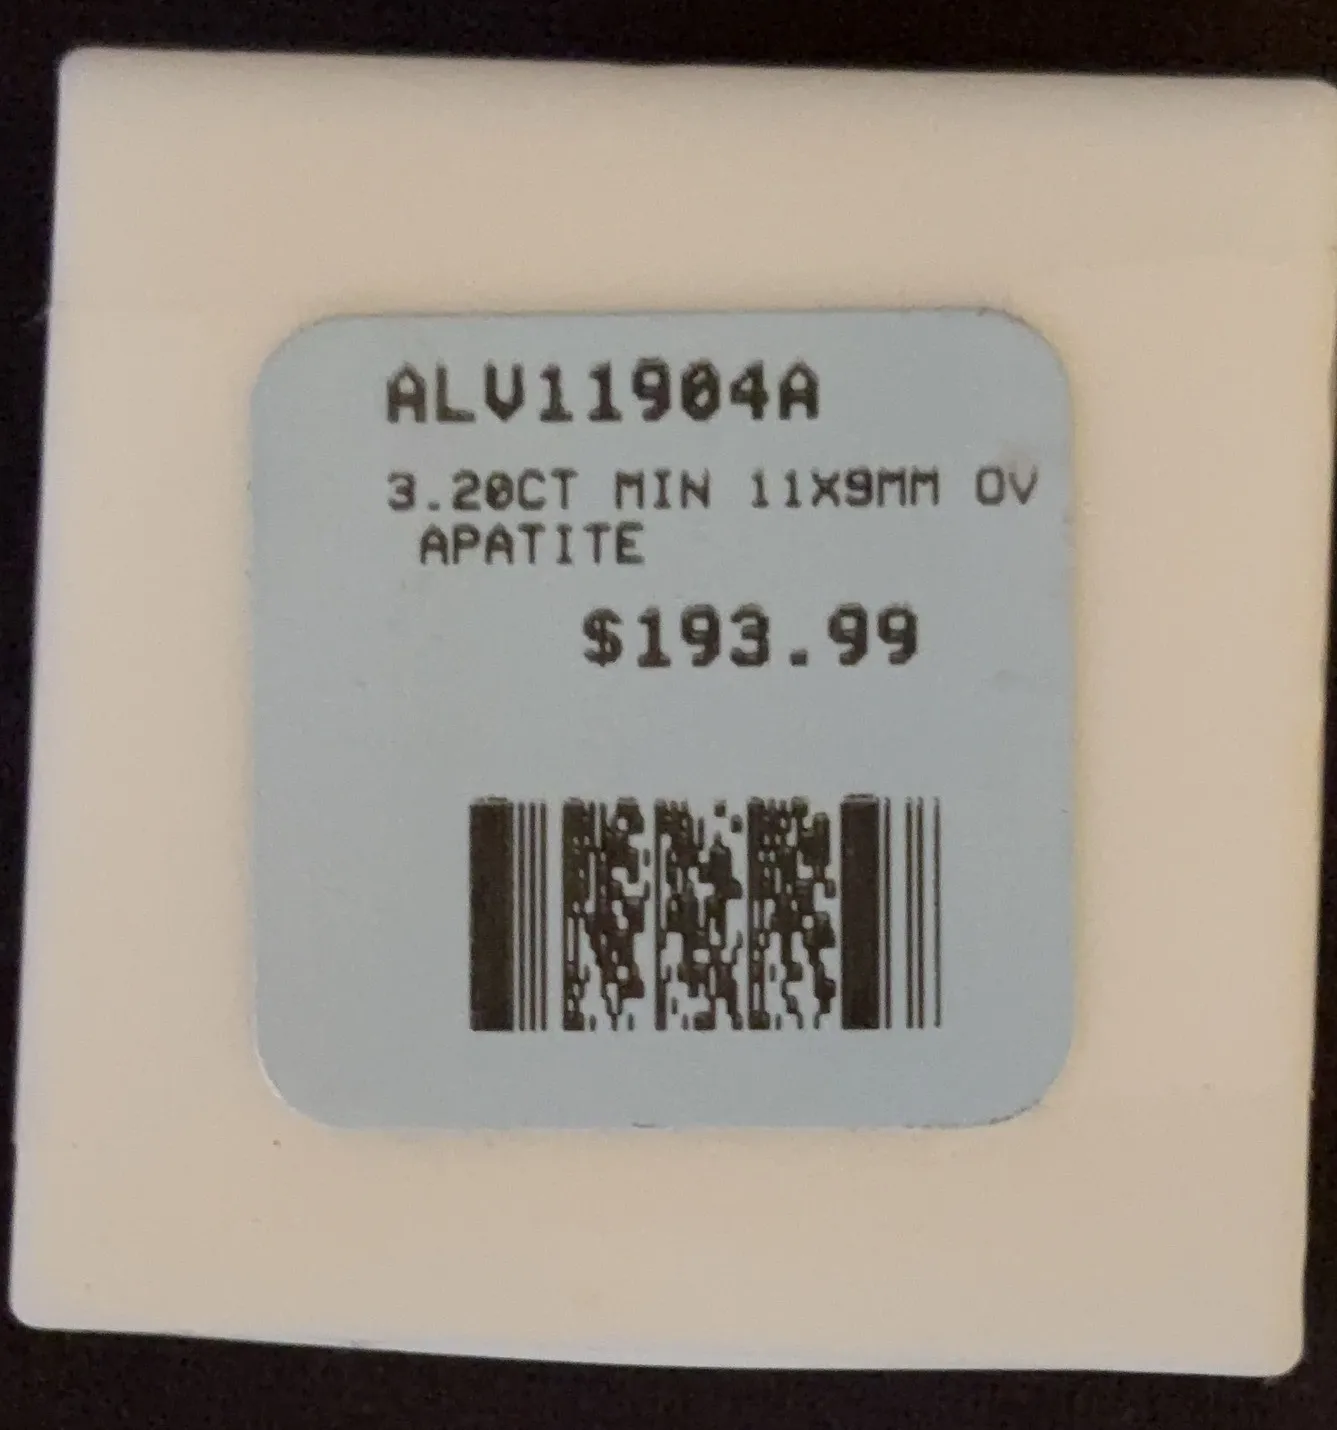 ALV11904A
3.20CT MIN 11X9MM OV
APATITE
$193.99